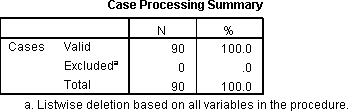 Case Processing Summary
N %
Cases Valid 90 100.0
Excludedª 0 .0
Total 90 100.0
a. Listwise deletion based on all variables in the procedure.